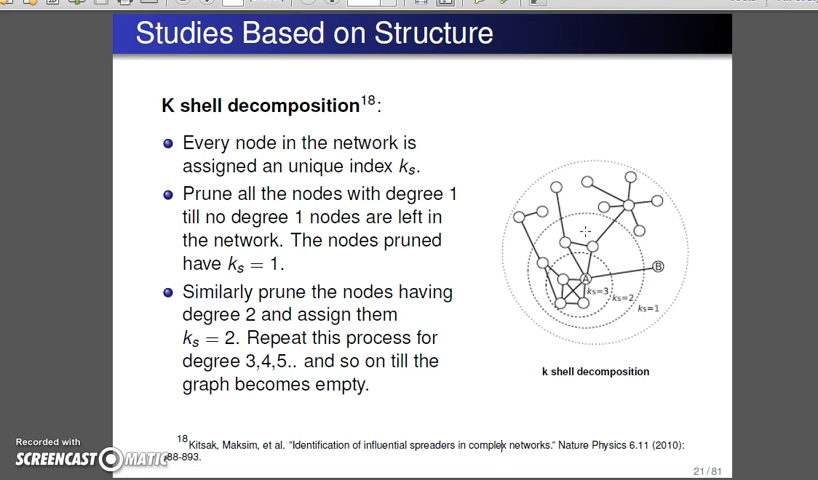 Studies Based on Structure
K shell decomposition18:
Every node in the network is
assigned an unique index ks.
Prune all the nodes with degree 1
till no degree 1 nodes are left in
the network. The nodes pruned
have ks = 1.
Similarly prune the nodes having
degree 2 and assign them
ks = 2. Repeat this process for
degree 3,4,5.. and so on till the
graph becomes empty.
A
B
ks=3
ks=2
ks=1
k shell decomposition
18Kitsak, Maksim, et al. "Identification of influential spreaders in complex networks." Nature Physics 6.11 (2010):
88-893.
21/81
Recorded with
SCREENCAST MATIC